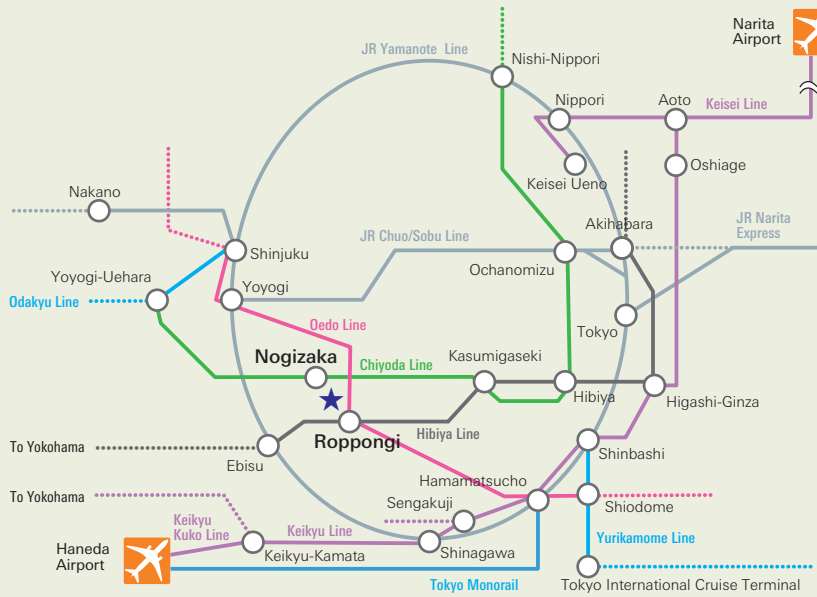 Narita
Airport
JR Yamanote Line
Nishi-Nippori
Nippori
Aoto
Keisei Line
Keisei Ueno
Oshiage
Nakano
Akihabara
JR Narita
Express
Shinjuku
JR Chuo/Sobu Line
Ochanomizu
Yoyogi-Uehara
Yoyogi
Odakyu Line
Oedo Line
Tokyo
Nogizaka
Chiyoda Line
Kasumigaseki
Hibiya
Higashi-Ginza
Roppongi
Hibiya Line
To Yokohama
Ebisu
Shinbashi
Hamamatsucho
To Yokohama
Sengakuji
Shiodome
Keikyu
Kuko Line
Keikyu Line
Yurikamome Line
Haneda
Airport
Keikyu-Kamata
Shinagawa
Tokyo Monorail
Tokyo International Cruise Terminal